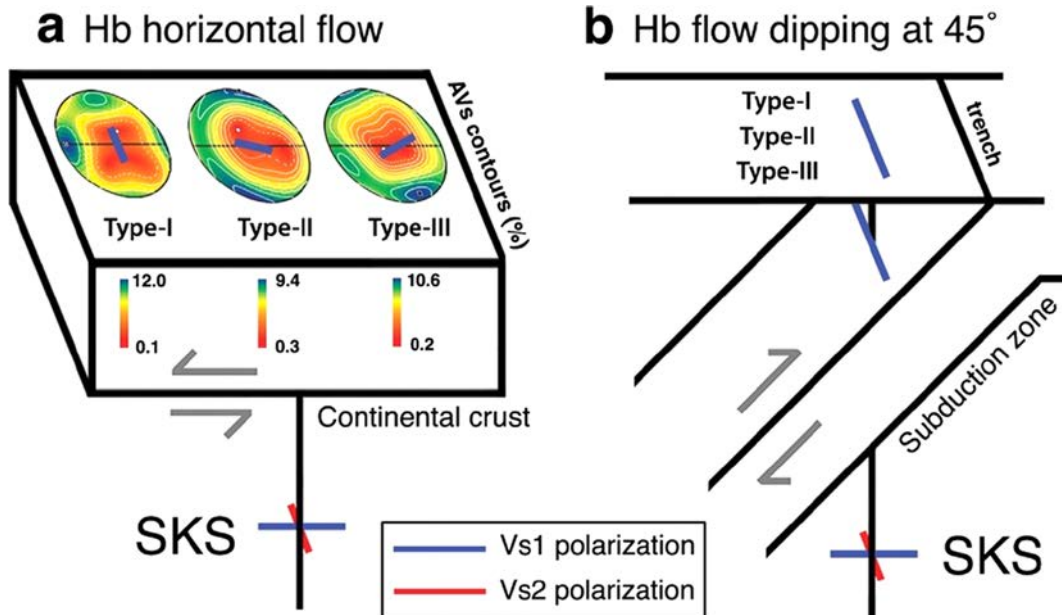 a Hb horizontal flow
AVs contours (%)
Type-I Type-II Type-III
12.0 9.4 10.6
0.1 0.3 0.2
Continental crust
SKS
b Hb flow dipping at 45°
Type-I
Type-II
Type-III
trench
Subduction zone
SKS
Vs1 polarization
Vs2 polarization